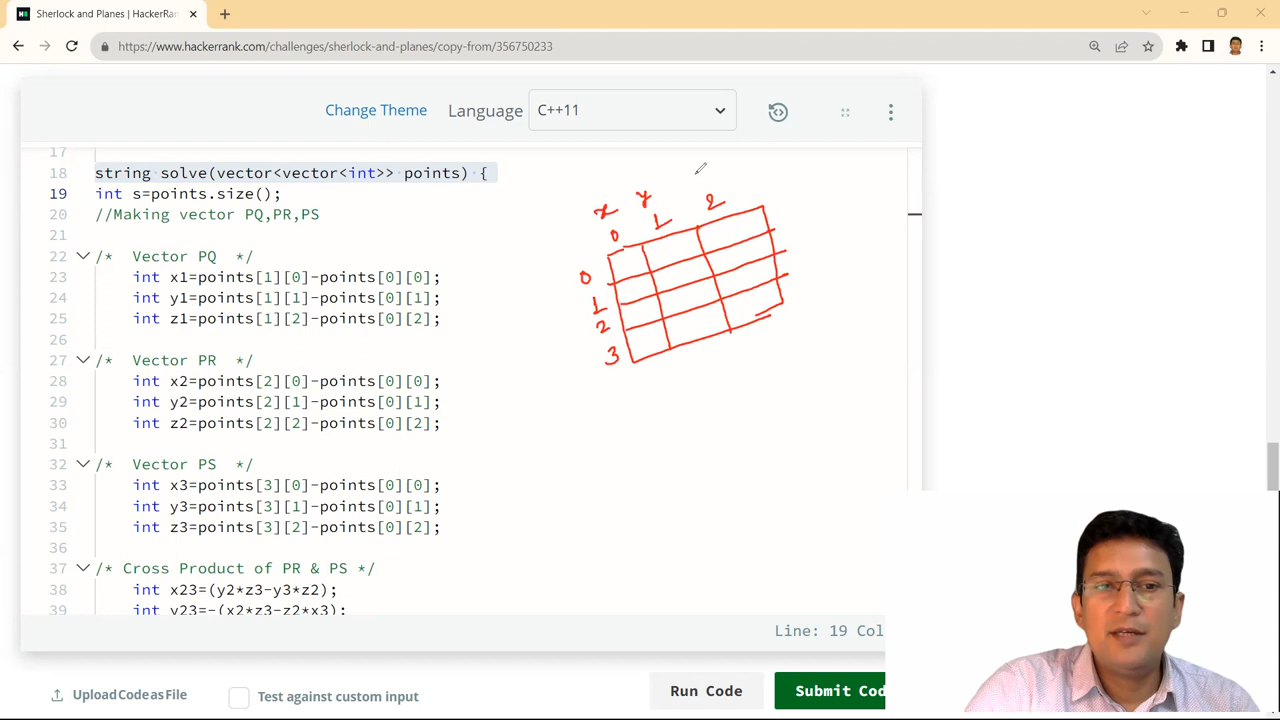 Sherlock and Planes | HackerRan
https://www.hackerrank.com/challenges/sherlock-and-planes/copy-from/356750233
Change Theme Language C++11
17
18 string solve(vector<vector<int>> points) {
19 int s=points.size();
20 //Making vector PQ,PR,PS
21
22 /* Vector PQ */
23 int x1=points[1][0]-points[0][0];
24 int y1=points[1][1]-points[0][1];
25 int z1=points[1][2]-points[0][2];
26
27 /* Vector PR */
28 int x2=points[2][0]-points[0][0];
29 int y2=points[2][1]-points[0][1];
30 int z2=points[2][2]-points[0][2];
31
32 /* Vector PS */
33 int x3=points[3][0]-points[0][0];
34 int y3=points[3][1]-points[0][1];
35 int z3=points[3][2]-points[0][2];
36
37 /* Cross Product of PR & PS */
38 int x23=(y2*z3-y3*z2);
39 int y23=-(x2*z3-z2*x3);
x y
0 1 2
0
1
2
3
Line: 19 Col
Upload Code as File Test against custom input Run Code Submit Cod